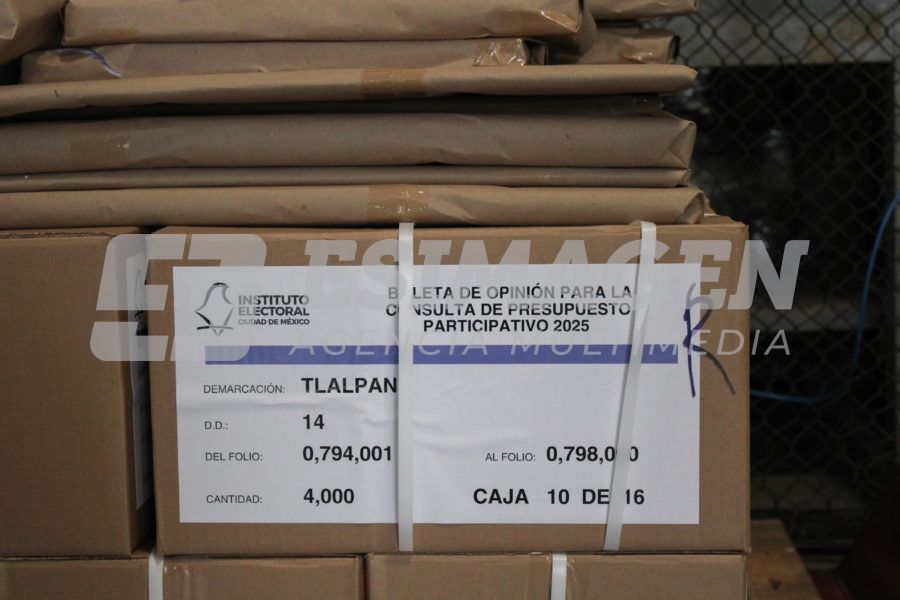 ESIMAGEN
AGENCIA MULTIMEDIA
INSTITUTO
ELECTORAL
CIUDAD DE MÉXICO
BOLETA DE OPINIÓN PARA LA
CONSULTA DE PRESUPUESTO
PARTICIPATIVO 2025
R
DEMARCACIÓN: TLALPAN
D.D.: 14
DEL FOLIO: 0,794,001 AL FOLIO: 0,798,000
CANTIDAD: 4,000 CAJA 10 DE 16